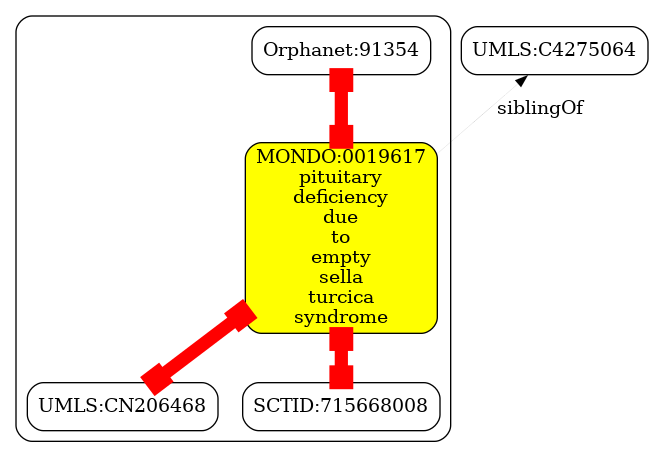 Orphanet:91354
UMLS:C4275064
siblingOf
MONDO:0019617
pituitary
deficiency
due
to
empty
sella
turcica
syndrome
UMLS:CN206468
SCTID:715668008